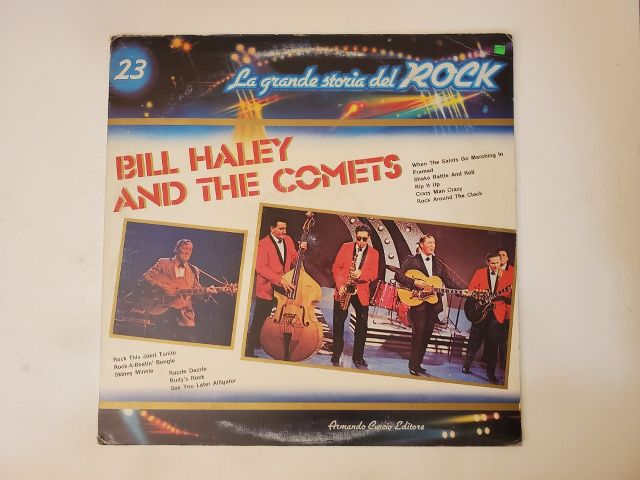 23
La grande storia del ROCK
BILL HALEY
AND THE COMETS
When The Saints Go Marching In
Framed
Shake Rattle And Roll
Rip It Up
Crazy Man Crazy
Rock Around The Clock
Rock This Joint Tonite
Rock-A-Beatin' Boogie
Skinny Minnie
Razzle Dazzle
Rudy's Rock
See You Later Alligator
Armando Curcio Editore